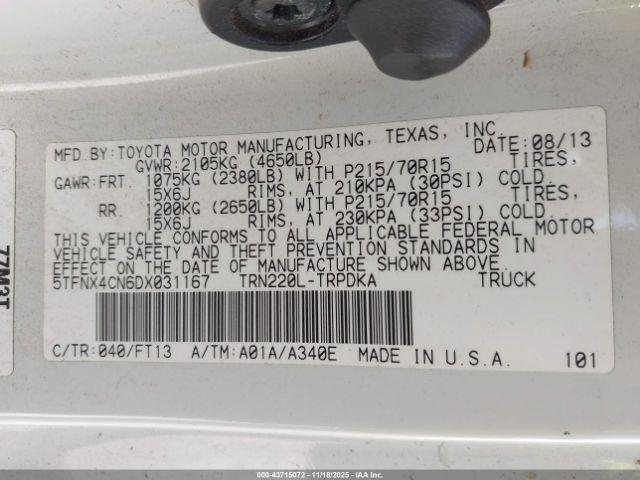 MFD.BY:TOYOTA MOTOR MANUFACTURING, TEXAS, INC. DATE:08/13
GVWR:2105KG (4650LB)
GAWR:FRT. 1075KG (2380LB) WITH P215/70R15 TIRES,
15X6J RIMS, AT 210KPA (30PSI) COLD
RR. 1200KG (2650LB) WITH P215/70R15 TIRES,
15X6J RIMS, AT 230KPA (33PSI) COLD
THIS VEHICLE CONFORMS TO ALL APPLICABLE FEDERAL MOTOR
VEHICLE SAFETY AND THEFT PREVENTION STANDARDS IN
EFFECT ON THE DATE OF MANUFACTURE SHOWN ABOVE.
5TFNX4CN6DX031167 TRN220L-TRPDKA TRUCK
C/TR:040/FT13 A/TM:A01A/A340E MADE IN U.S.A. 101
77M3T
000-43715072 11/18/2025 IAAI.COM